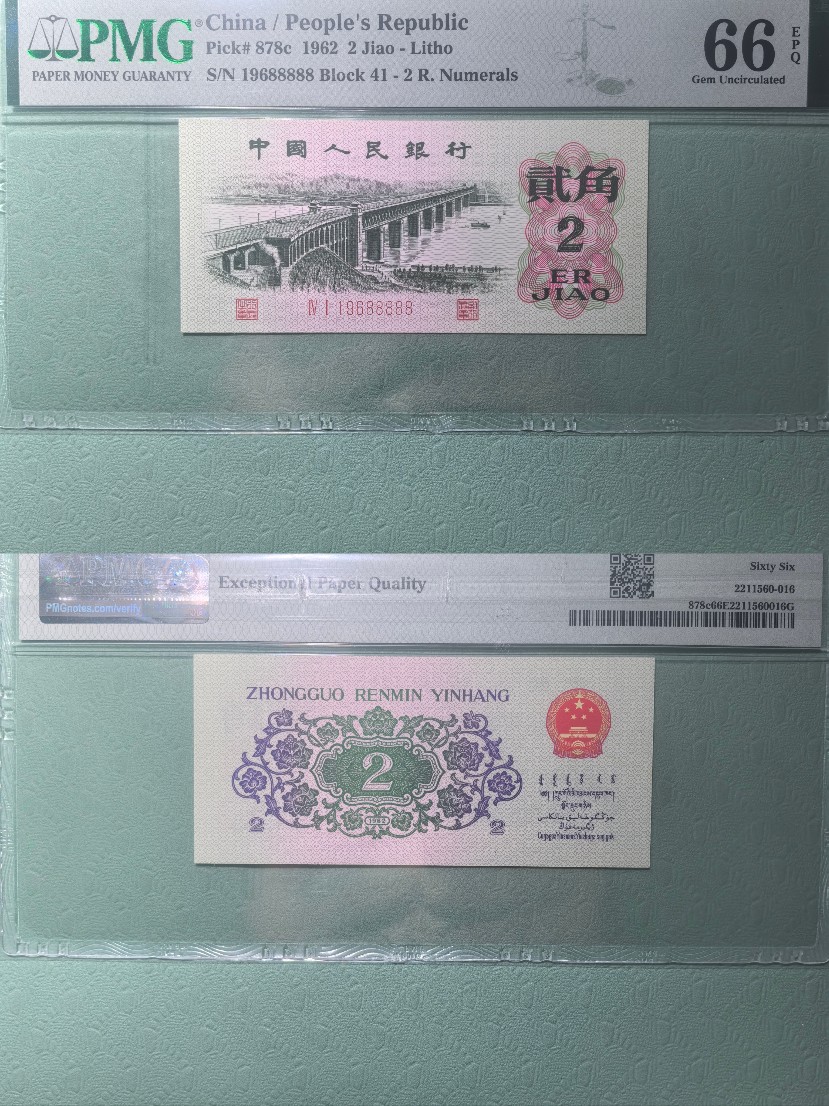 PMG®
PAPER MONEY GUARANTY
China / People's Republic
Pick# 878c 1962 2 Jiao - Litho
S/N 19688888 Block 41 - 2 R. Numerals
66 EPQ
Gem Uncirculated
中國人民銀行
貳角
2
ER
JIAO
Ⅳ Ⅰ 19688888
PMG
PMGnotes.com/verify
Exceptional Paper Quality
Sixty Six
2211560-016
878c66E2211560016G
ZHONGGUO RENMIN YINHANG
2
1962
2
2